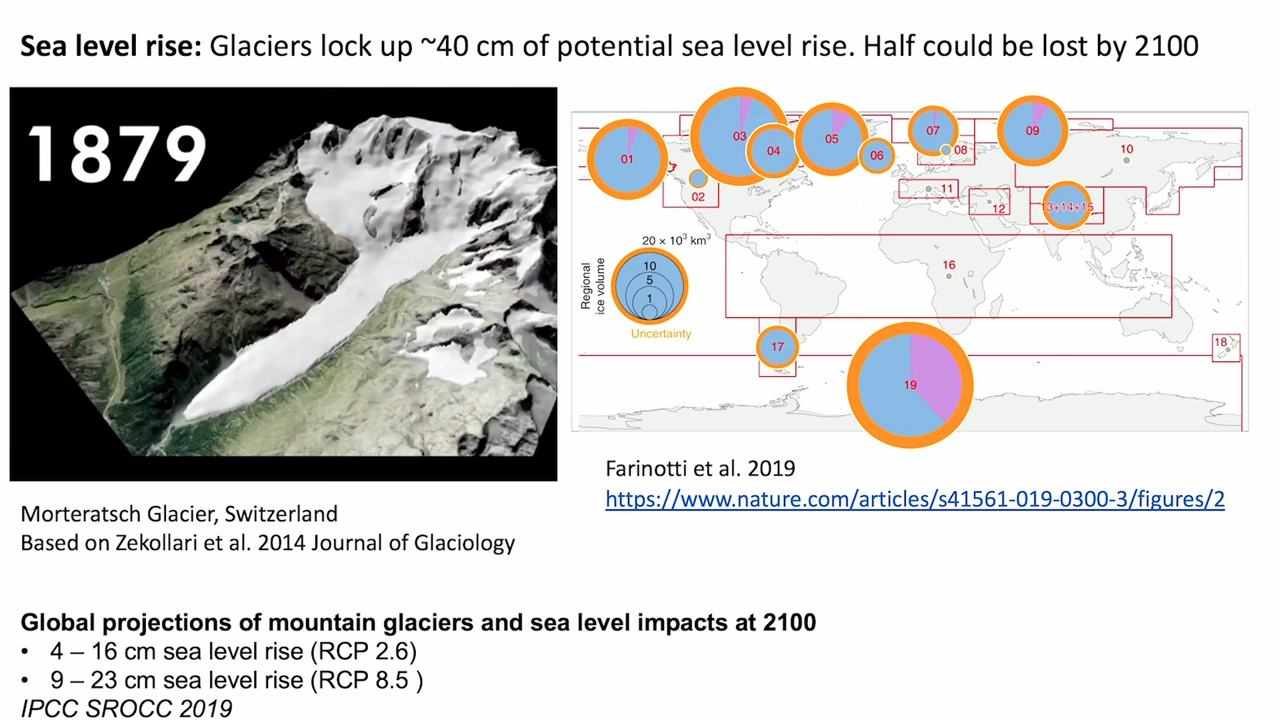 Sea level rise: Glaciers lock up ~40 cm of potential sea level rise. Half could be lost by 2100
1879
01
02
03
04
05
06
07
08
09
10
11
12
13+14+15
16
17
18
19
20 × 10³ km³
10
5
1
Regional
ice volume
Uncertainty
Farinotti et al. 2019
https://www.nature.com/articles/s41561-019-0300-3/figures/2
Morteratsch Glacier, Switzerland
Based on Zekollari et al. 2014 Journal of Glaciology
Global projections of mountain glaciers and sea level impacts at 2100
• 4 – 16 cm sea level rise (RCP 2.6)
• 9 – 23 cm sea level rise (RCP 8.5 )
IPCC SROCC 2019